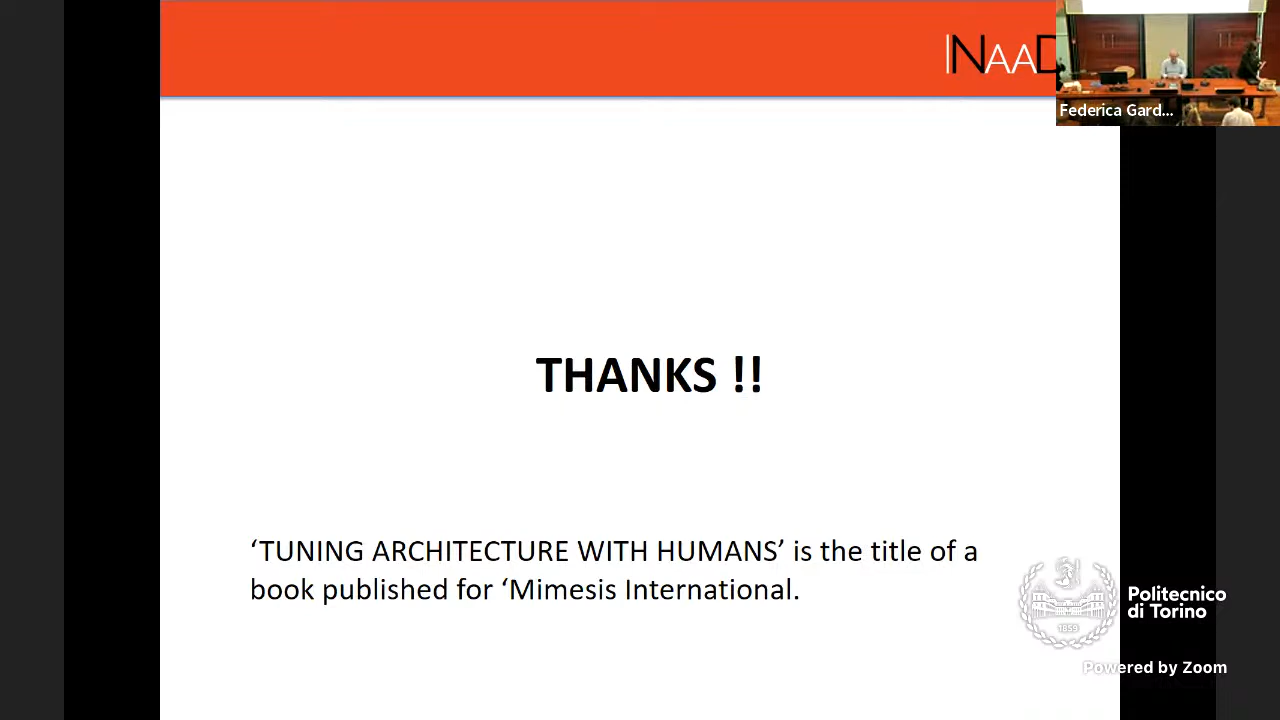 INAAD
Federica Gard...
THANKS !!
‘TUNING ARCHITECTURE WITH HUMANS’ is the title of a
book published for ‘Mimesis International.
Politecnico
di Torino
1859
Powered by Zoom